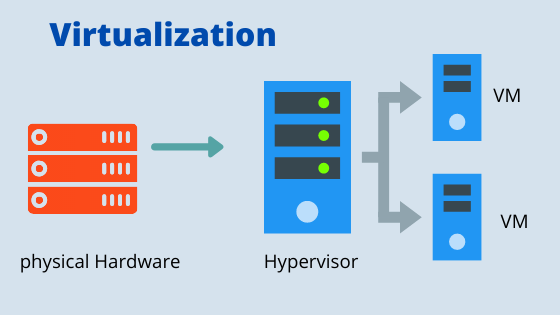 Virtualization
VM
VM
physical Hardware
Hypervisor